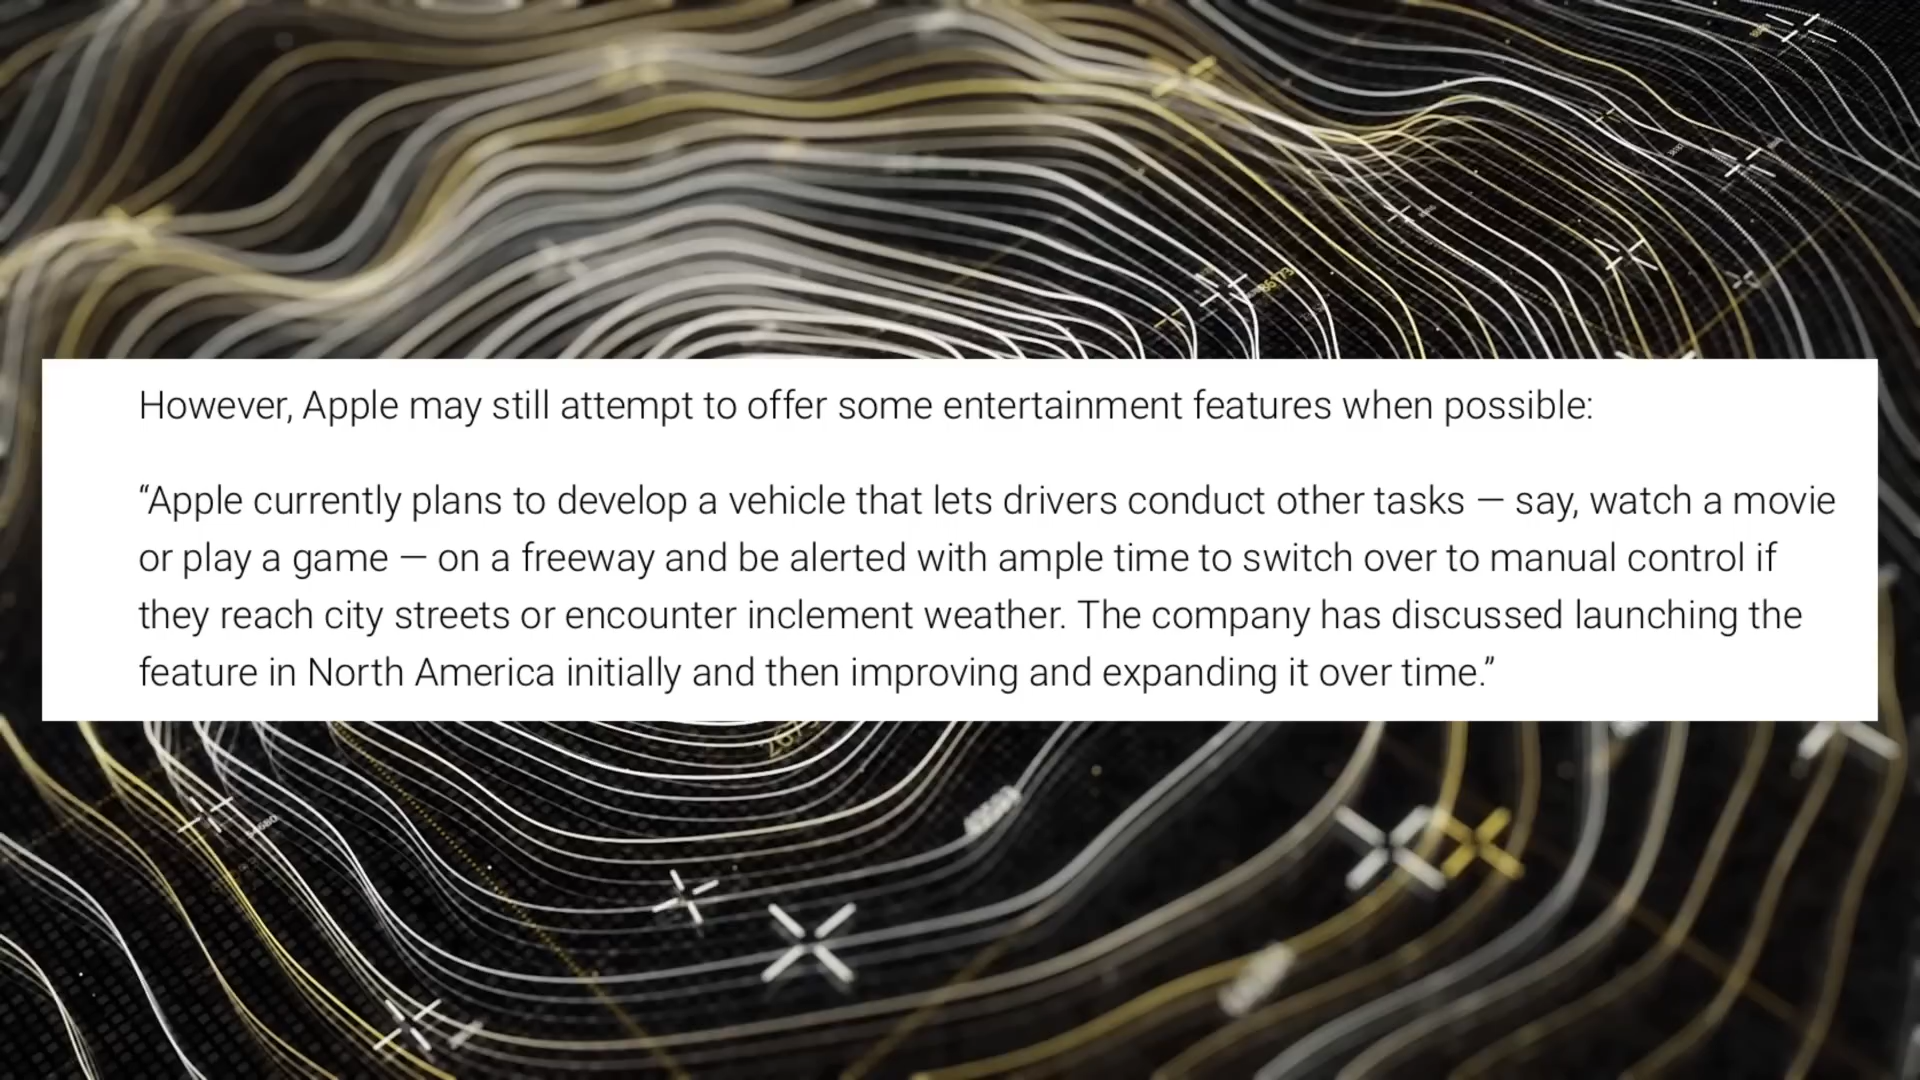 However, Apple may still attempt to offer some entertainment features when possible:
“Apple currently plans to develop a vehicle that lets drivers conduct other tasks — say, watch a movie
or play a game — on a freeway and be alerted with ample time to switch over to manual control if
they reach city streets or encounter inclement weather. The company has discussed launching the
feature in North America initially and then improving and expanding it over time.”